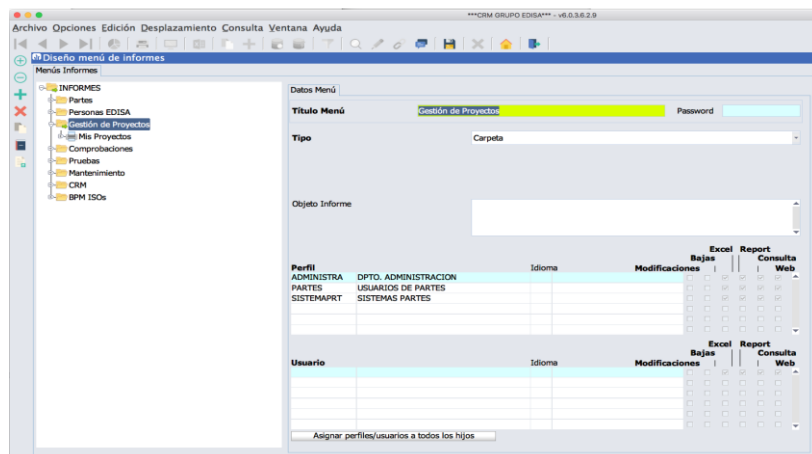 ***CRM GRUPO EDISA*** - v6.0.3.6.2.9
Archivo Opciones Edición Desplazamiento Consulta Ventana Ayuda
Diseño menú de informes
Menús Informes
INFORMES
Partes
Personas EDISA
Gestión de Proyectos
Mis Proyectos
Comprobaciones
Pruebas
Mantenimiento
CRM
BPM ISOs
Datos Menú
Título Menú Gestión de Proyectos Password
Tipo Carpeta
Objeto Informe
Excel Report
Bajas Consulta
Perfil Idioma Modificaciones Web
ADMINISTRA DPTO. ADMINISTRACION
PARTES USUARIOS DE PARTES
SISTEMAPRT SISTEMAS PARTES
Excel Report
Bajas Consulta
Usuario Idioma Modificaciones Web
Asignar perfiles/usuarios a todos los hijos